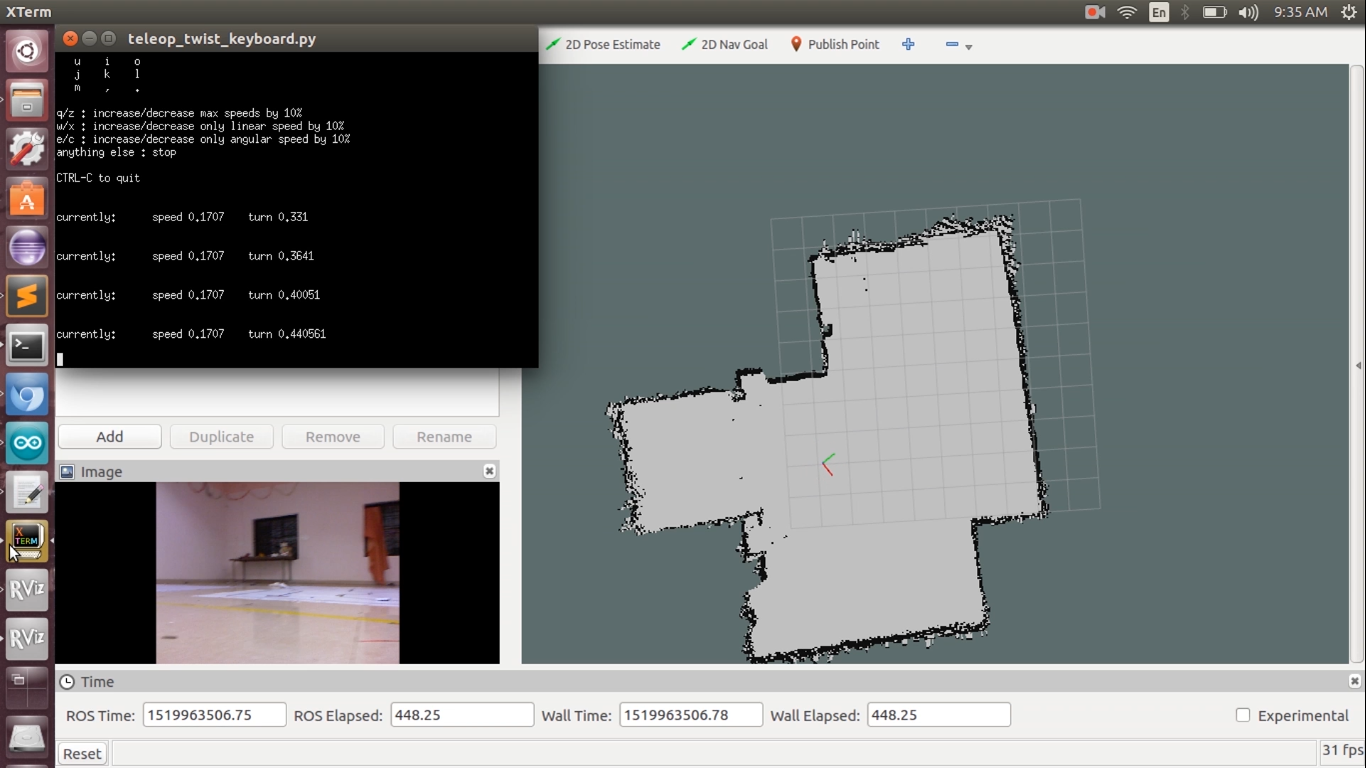 XTerm
En
9:35 AM
teleop_twist_keyboard.py
u i o
j k l
m , .
q/z : increase/decrease max speeds by 10%
w/x : increase/decrease only linear speed by 10%
e/c : increase/decrease only angular speed by 10%
anything else : stop
CTRL-C to quit
currently: speed 0.1707 turn 0.331
currently: speed 0.1707 turn 0.3641
currently: speed 0.1707 turn 0.40051
currently: speed 0.1707 turn 0.440561
2D Pose Estimate 2D Nav Goal Publish Point
Add Duplicate Remove Rename
Image
X TERM
RViz
RViz
Time
ROS Time: 1519963506.75 ROS Elapsed: 448.25 Wall Time: 1519963506.78 Wall Elapsed: 448.25 Experimental
Reset 31 fps